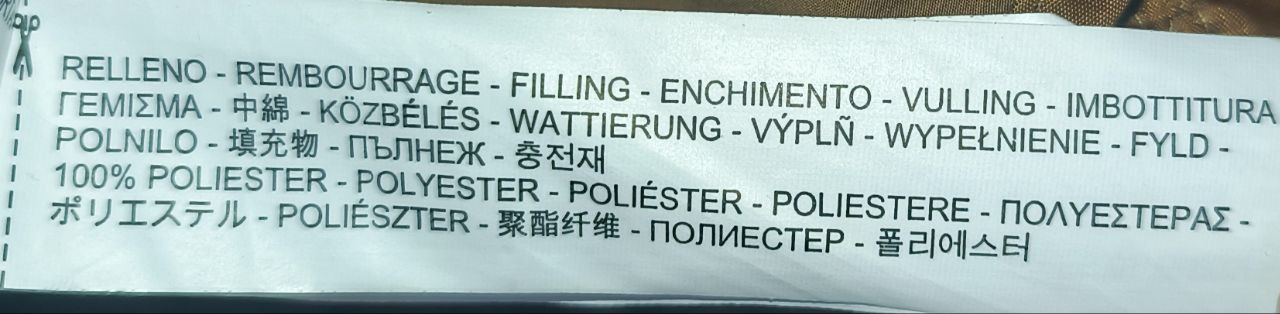 RELLENO - REMBOURRAGE - FILLING - ENCHIMENTO - VULLING - IMBOTTITURA
ΓΕΜΙΣΜΑ - 中綿 - KÖZBÉLÉS - WATTIERUNG - VÝPLÑ - WYPEŁNIENIE - FYLD -
POLNILO - 填充物 - ПЪЛНЕЖ - 충전재
100% POLIESTER - POLYESTER - POLIÉSTER - POLIESTERE - ΠΟΛΥΕΣΤΕΡΑΣ -
ポリエステル - POLIÉSZTER - 聚酯纤维 - ПОЛИЕСТЕР - 폴리에스터